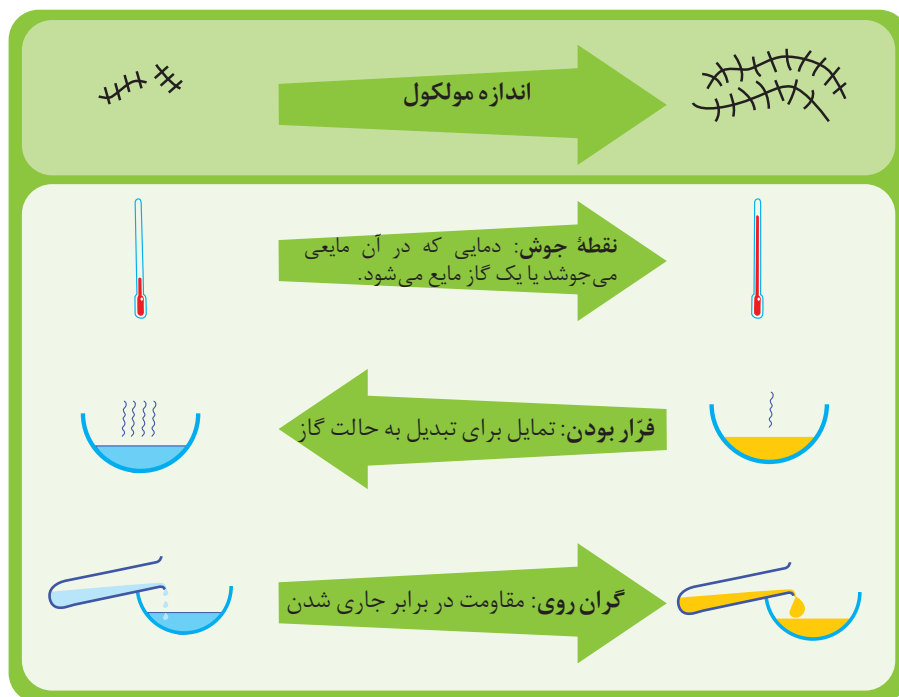 اندازه مولکول
نقطهٔ جوش: دمایی که در آن مایعی
می‌جوشد یا یک گاز مایع می‌شود.
فرّار بودن: تمایل برای تبدیل به حالت گاز
گران روی: مقاومت در برابر جاری شدن